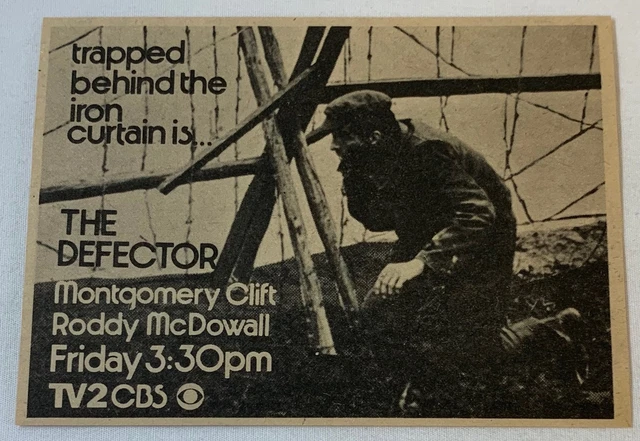 trapped
behind the
iron
curtain is...
THE
DEFECTOR
Montgomery Clift
Roddy McDowall
Friday 3:30pm
TV2 CBS